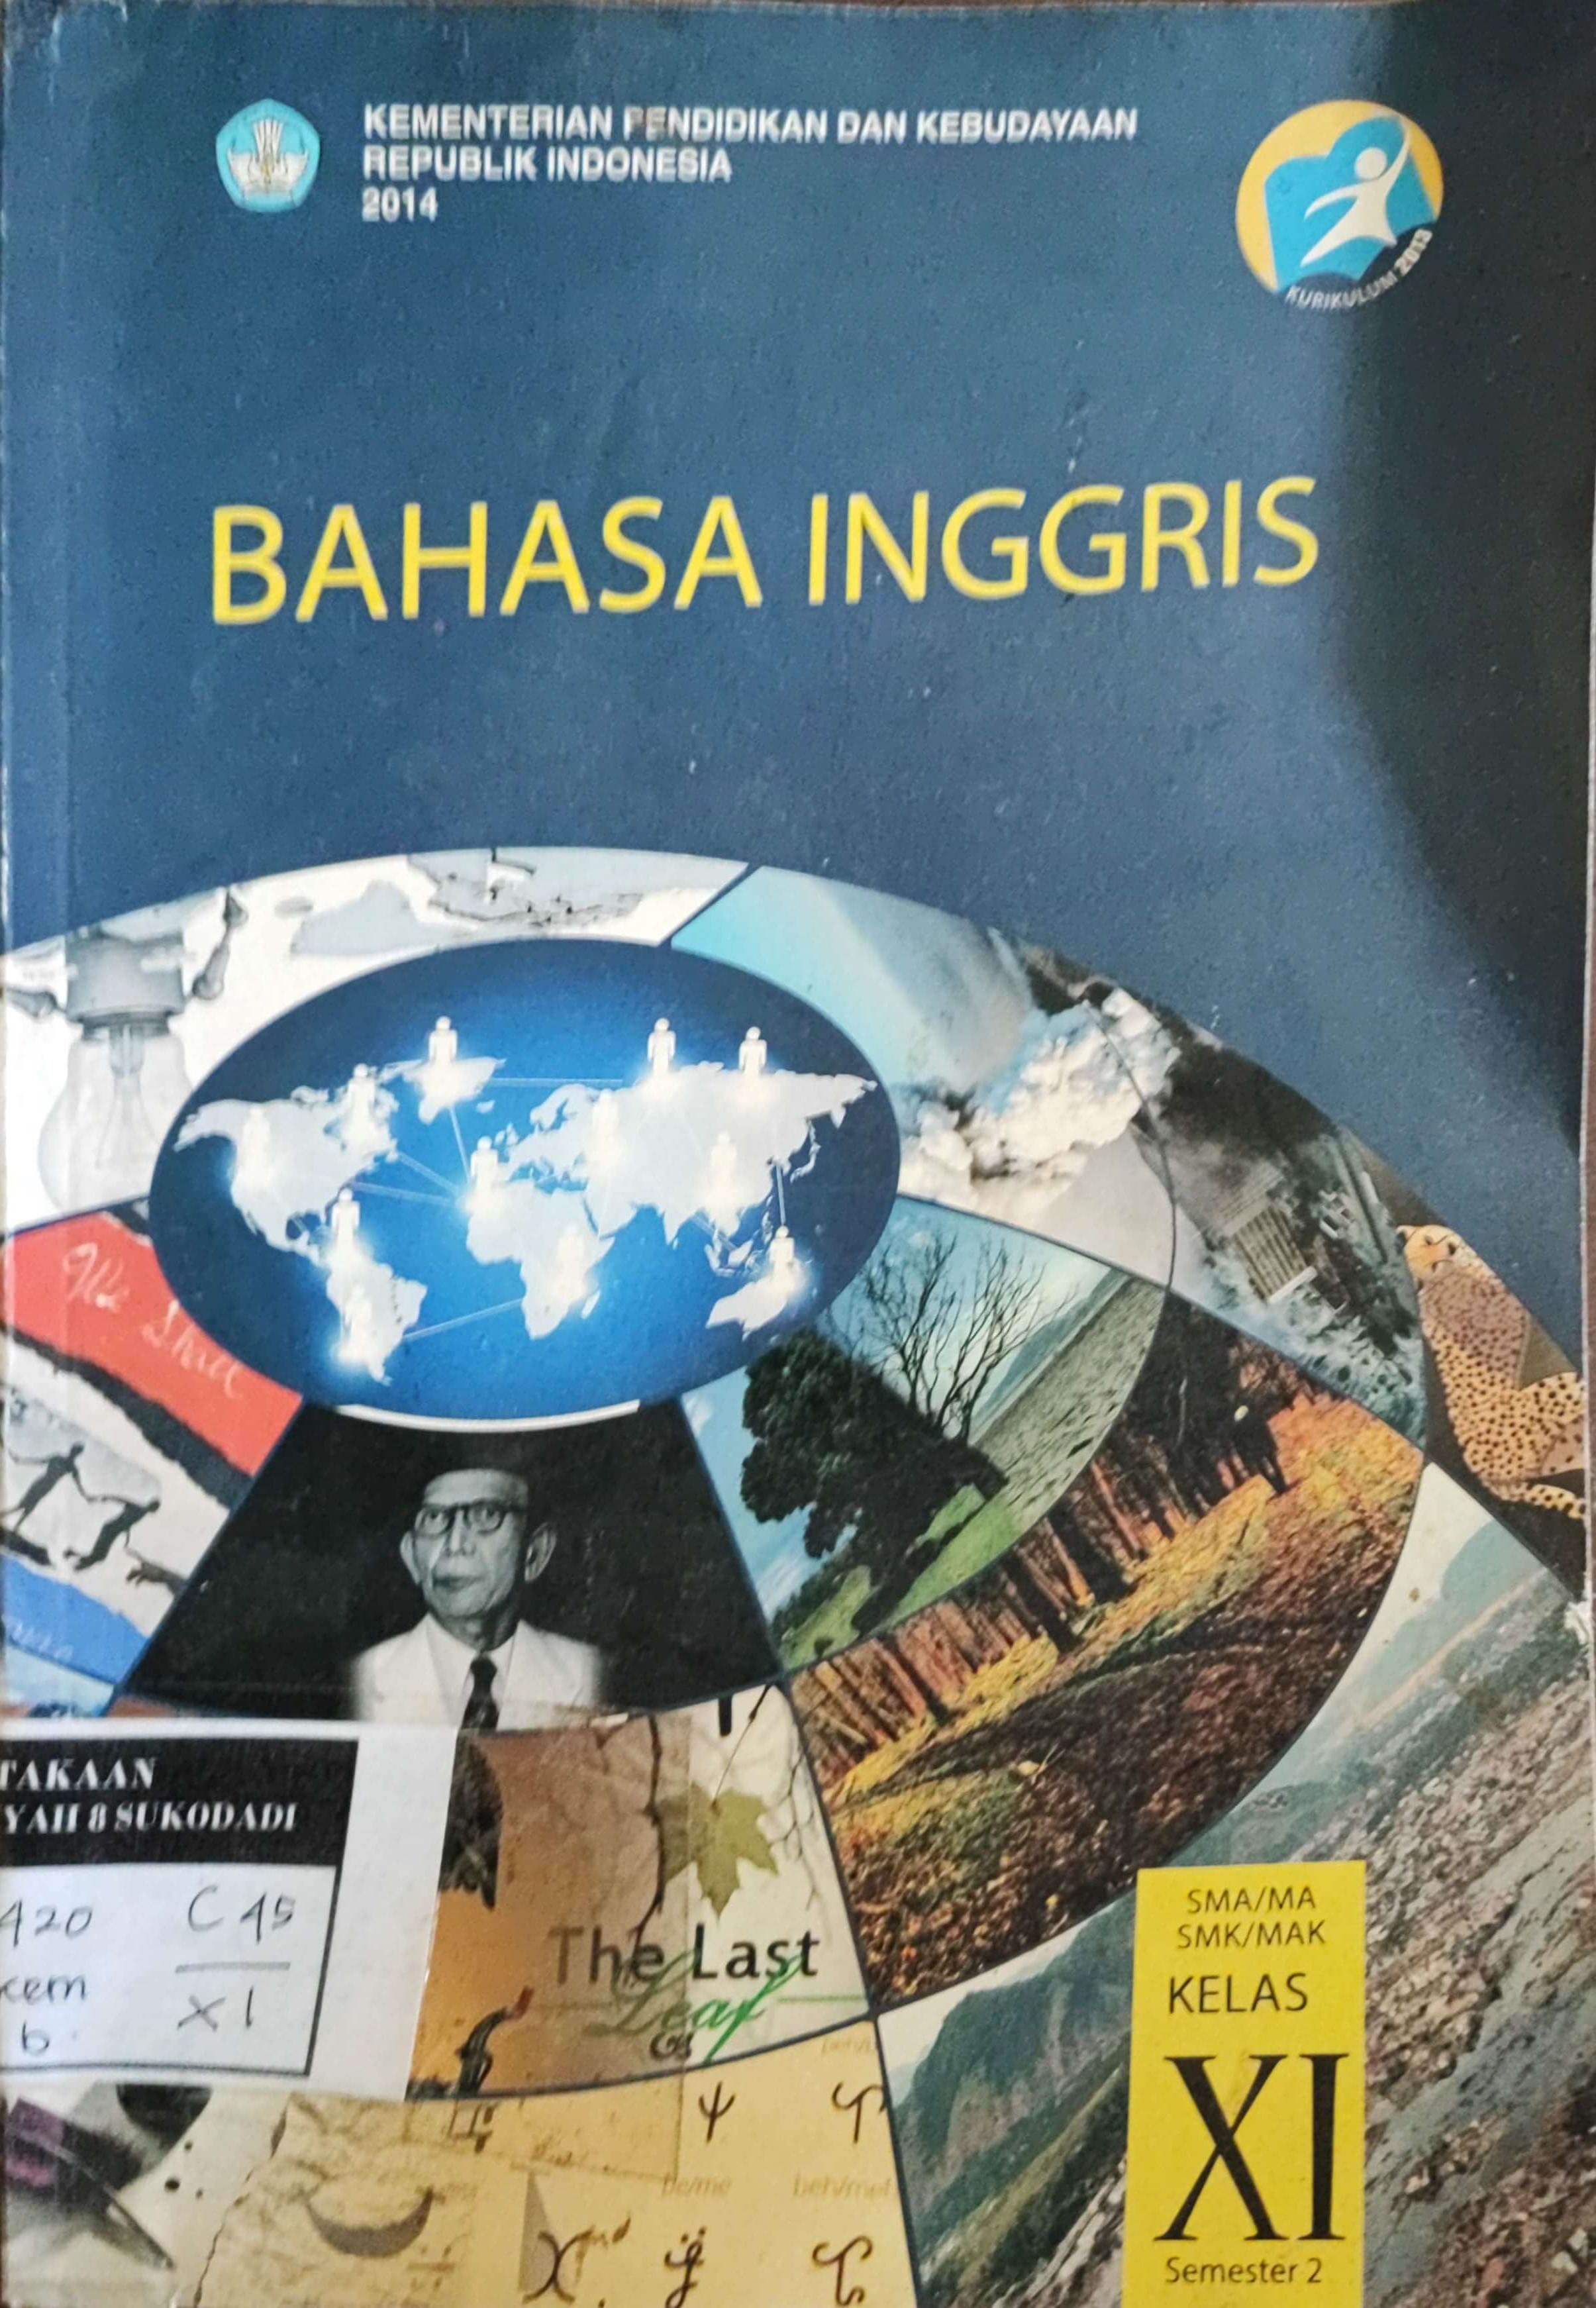 KEMENTERIAN PENDIDIKAN DAN KEBUDAYAAN
REPUBLIK INDONESIA
2014
KURIKULUM 2013
BAHASA INGGRIS
TAKAAN
YAH 8 SUKODADI
420
C 45
kem
XI
b
The Last
Leaf
SMA/MA
SMK/MAK
KELAS
XI
Semester 2